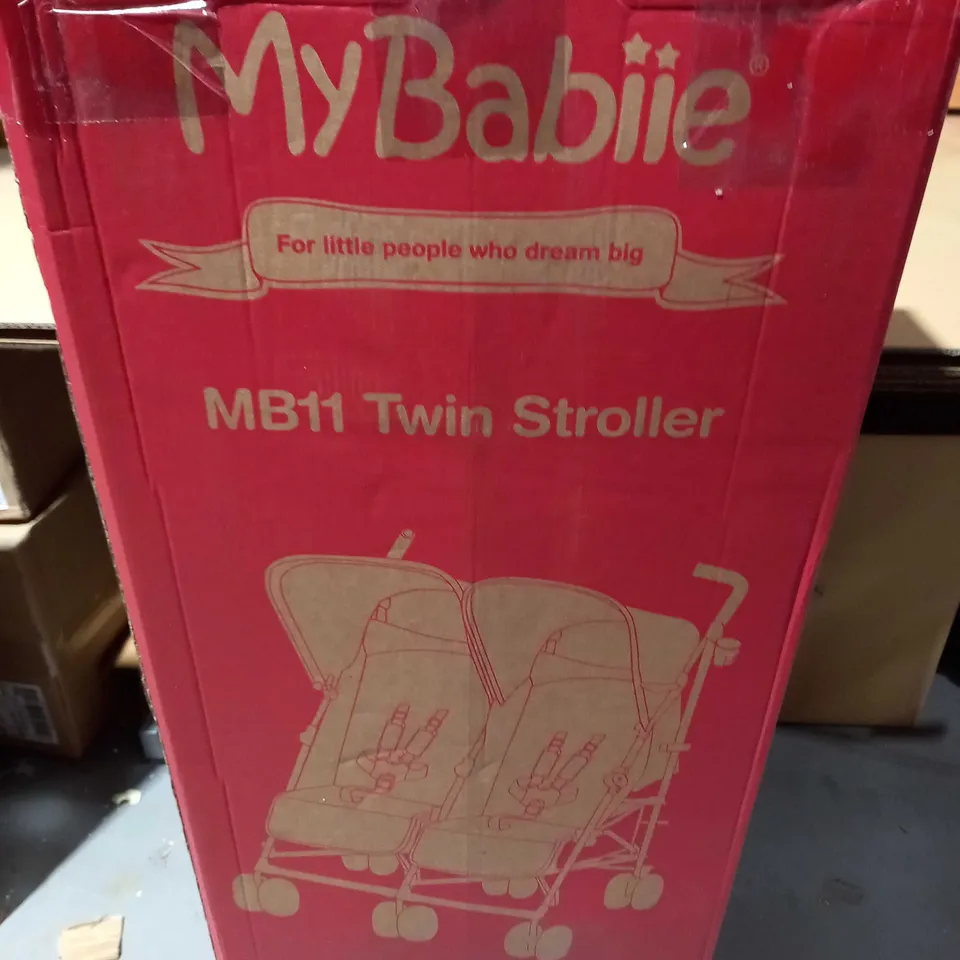 MyBabiie®
For little people who dream big
MB11 Twin Stroller